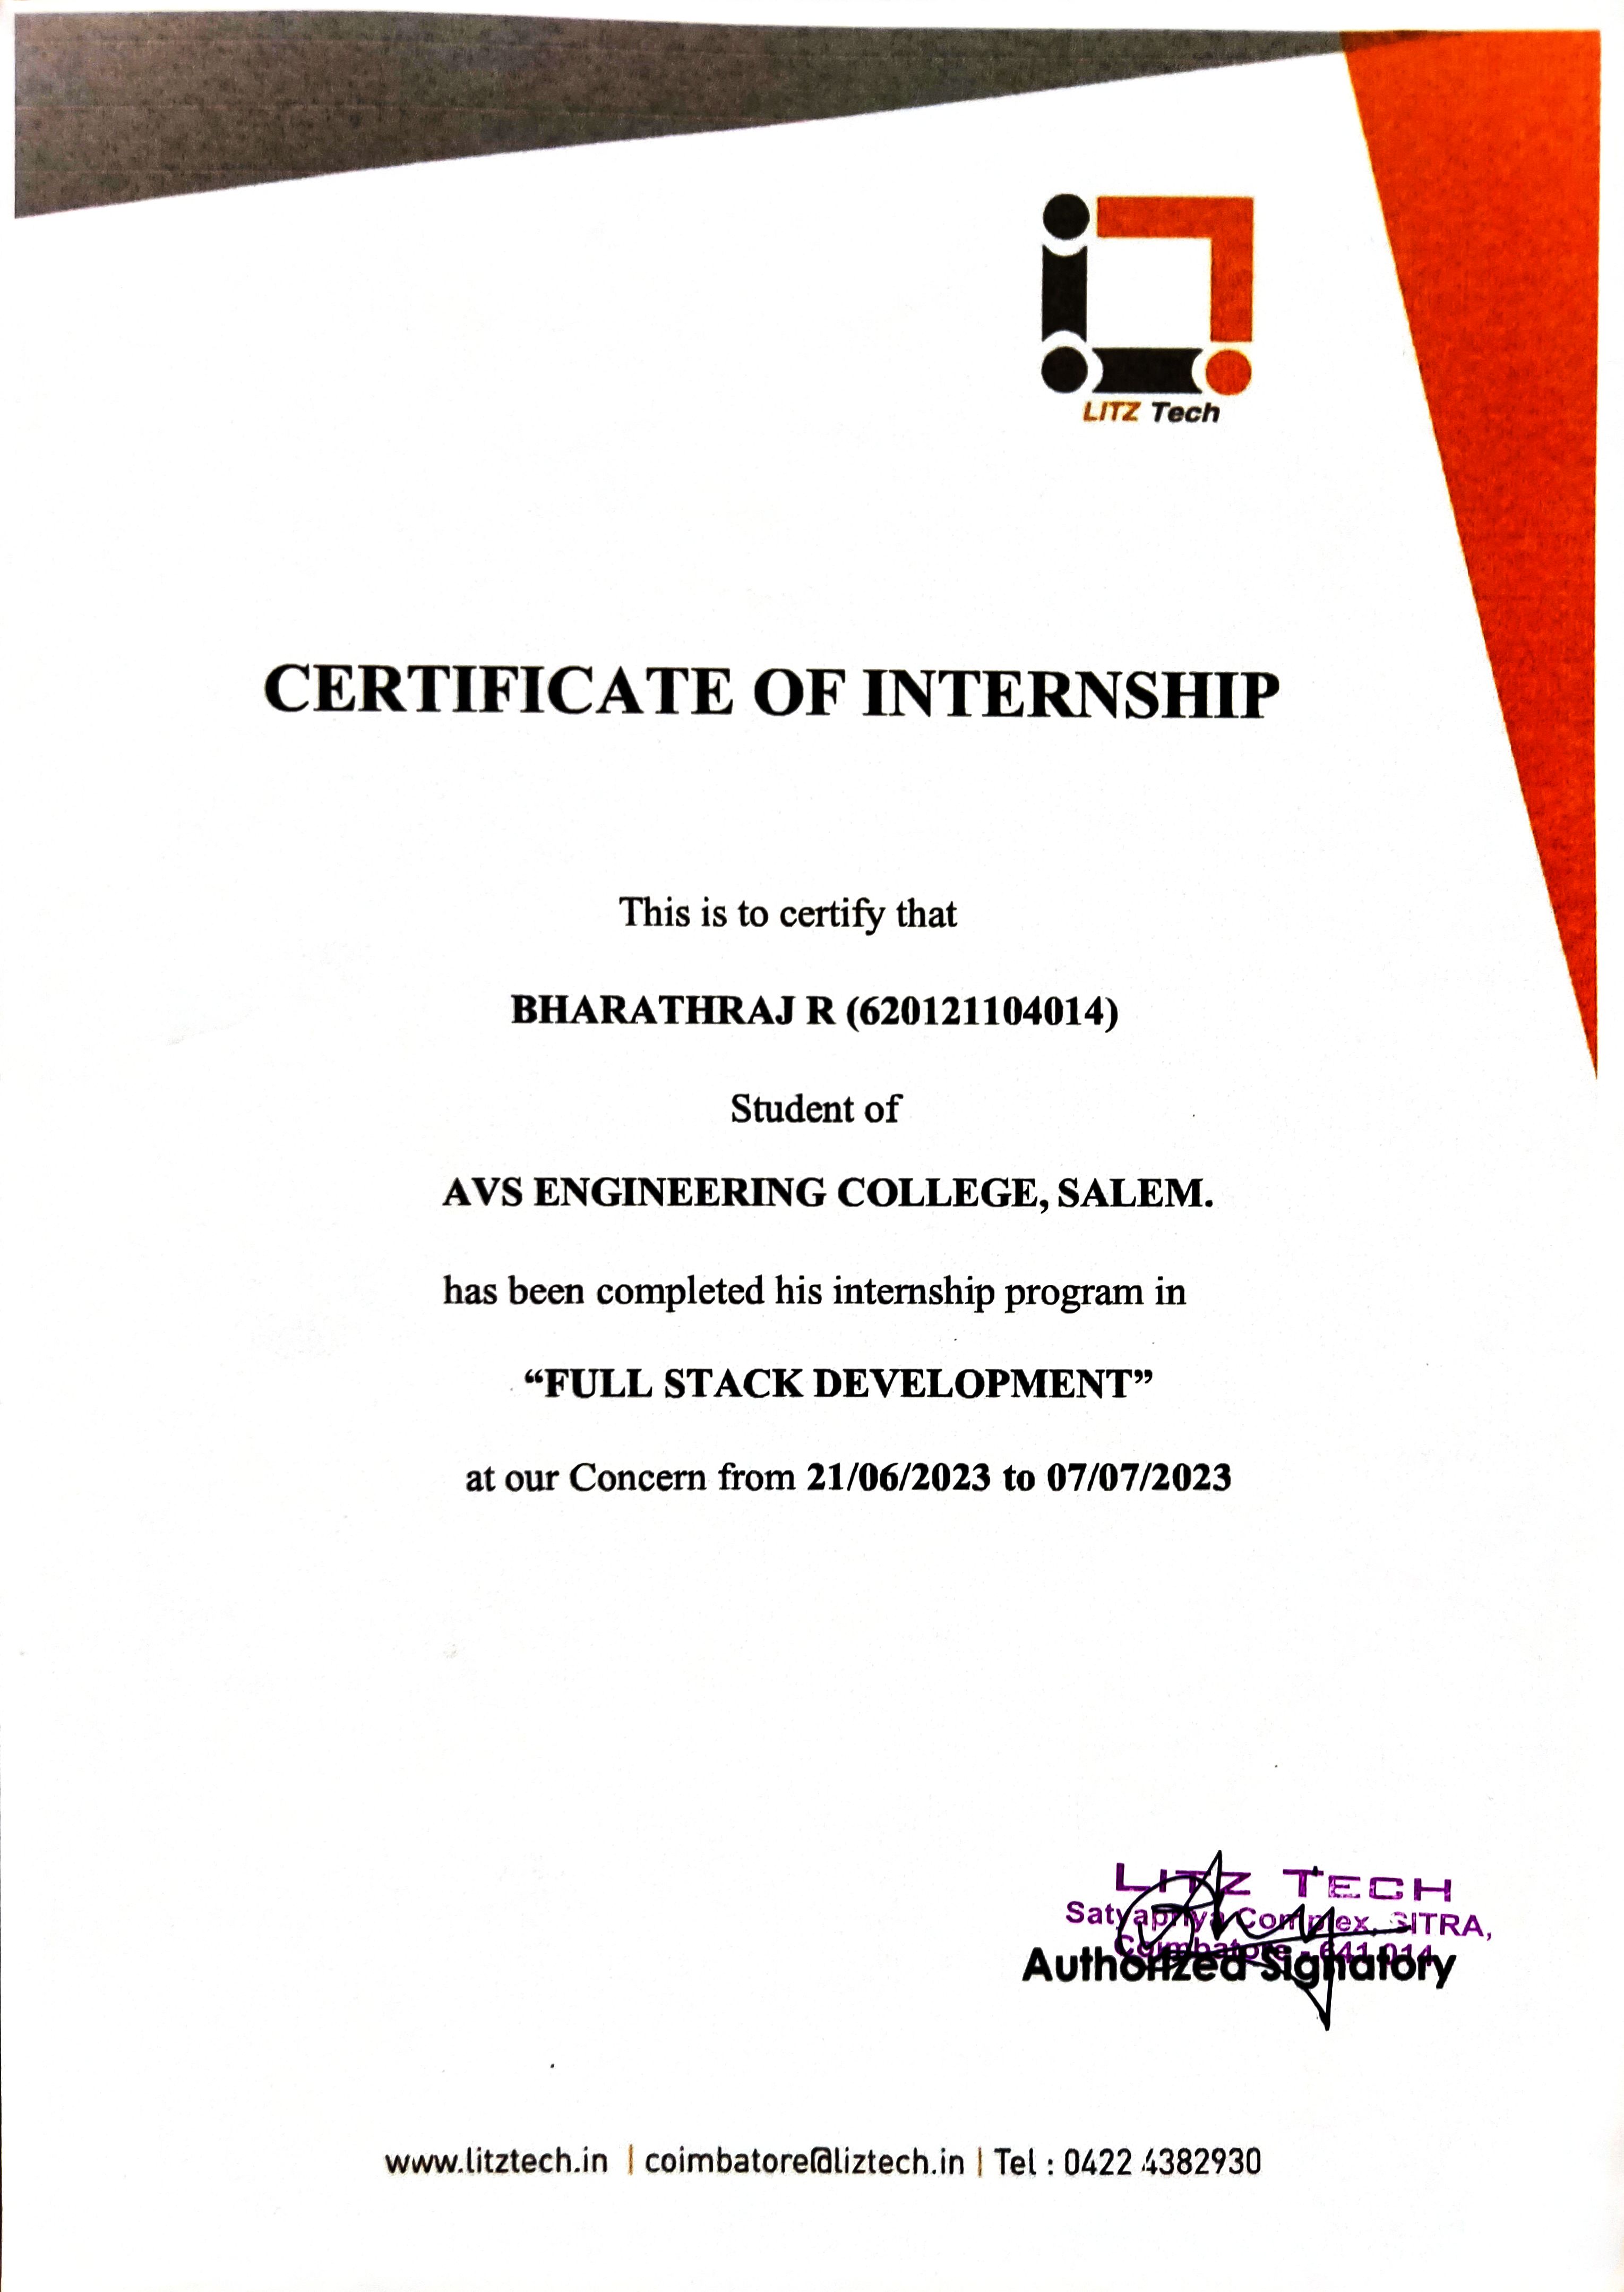 LITZ Tech
CERTIFICATE OF INTERNSHIP
This is to certify that
BHARATHRAJ R (620121104014)
Student of
AVS ENGINEERING COLLEGE, SALEM.
has been completed his internship program in
“FULL STACK DEVELOPMENT”
at our Concern from 21/06/2023 to 07/07/2023
LITZ TECH
Satyapriya Complex, SITRA,
Coimbatore - 641 014
Authorized Signatory
www.litztech.in | coimbatore@liztech.in | Tel : 0422 4382930